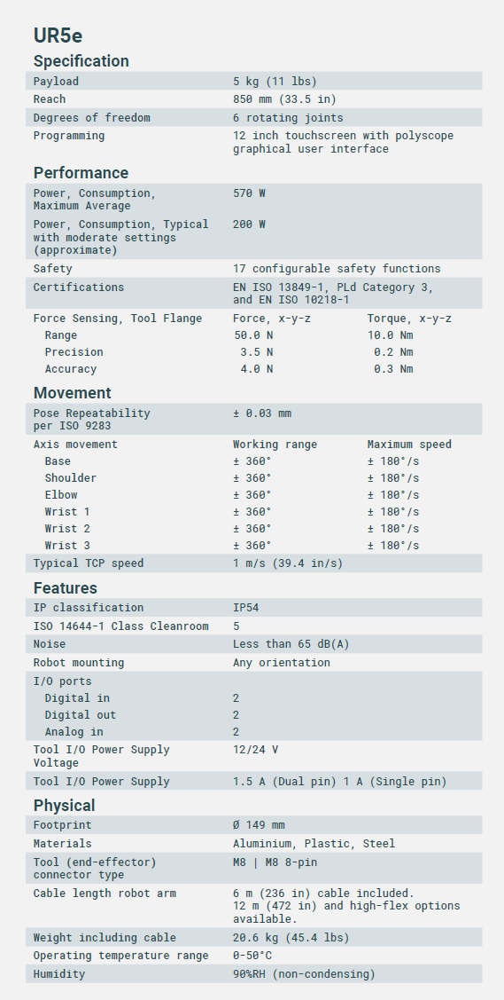 UR5e
Specification
Payload 5 kg (11 lbs)
Reach 850 mm (33.5 in)
Degrees of freedom 6 rotating joints
Programming 12 inch touchscreen with polyscope
graphical user interface
Performance
Power, Consumption, 570 W
Maximum Average
Power, Consumption, Typical 200 W
with moderate settings
(approximate)
Safety 17 configurable safety functions
Certifications EN ISO 13849-1, PLd Category 3,
and EN ISO 10218-1
Force Sensing, Tool Flange Force, x-y-z Torque, x-y-z
Range 50.0 N 10.0 Nm
Precision 3.5 N 0.2 Nm
Accuracy 4.0 N 0.3 Nm
Movement
Pose Repeatability ± 0.03 mm
per ISO 9283
Axis movement Working range Maximum speed
Base ± 360° ± 180°/s
Shoulder ± 360° ± 180°/s
Elbow ± 360° ± 180°/s
Wrist 1 ± 360° ± 180°/s
Wrist 2 ± 360° ± 180°/s
Wrist 3 ± 360° ± 180°/s
Typical TCP speed 1 m/s (39.4 in/s)
Features
IP classification IP54
ISO 14644-1 Class Cleanroom 5
Noise Less than 65 dB(A)
Robot mounting Any orientation
I/O ports
Digital in 2
Digital out 2
Analog in 2
Tool I/O Power Supply 12/24 V
Voltage
Tool I/O Power Supply 1.5 A (Dual pin) 1 A (Single pin)
Physical
Footprint Ø 149 mm
Materials Aluminium, Plastic, Steel
Tool (end-effector) M8 | M8 8-pin
connector type
Cable length robot arm 6 m (236 in) cable included.
12 m (472 in) and high-flex options
available.
Weight including cable 20.6 kg (45.4 lbs)
Operating temperature range 0-50°C
Humidity 90%RH (non-condensing)